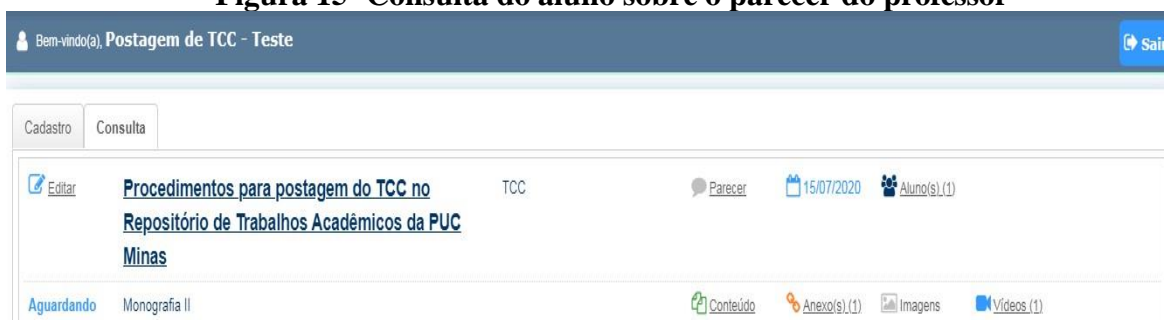 Figura 15- Consulta do aluno sobre o parecer do professor
Bem-vindo(a), Postagem de TCC - Teste
Sair
Cadastro Consulta
Editar Procedimentos para postagem do TCC no TCC Parecer 15/07/2020 Aluno(s) (1)
Repositório de Trabalhos Acadêmicos da PUC
Minas
Aguardando Monografia II Conteúdo Anexo(s) (1) Imagens Vídeos (1)